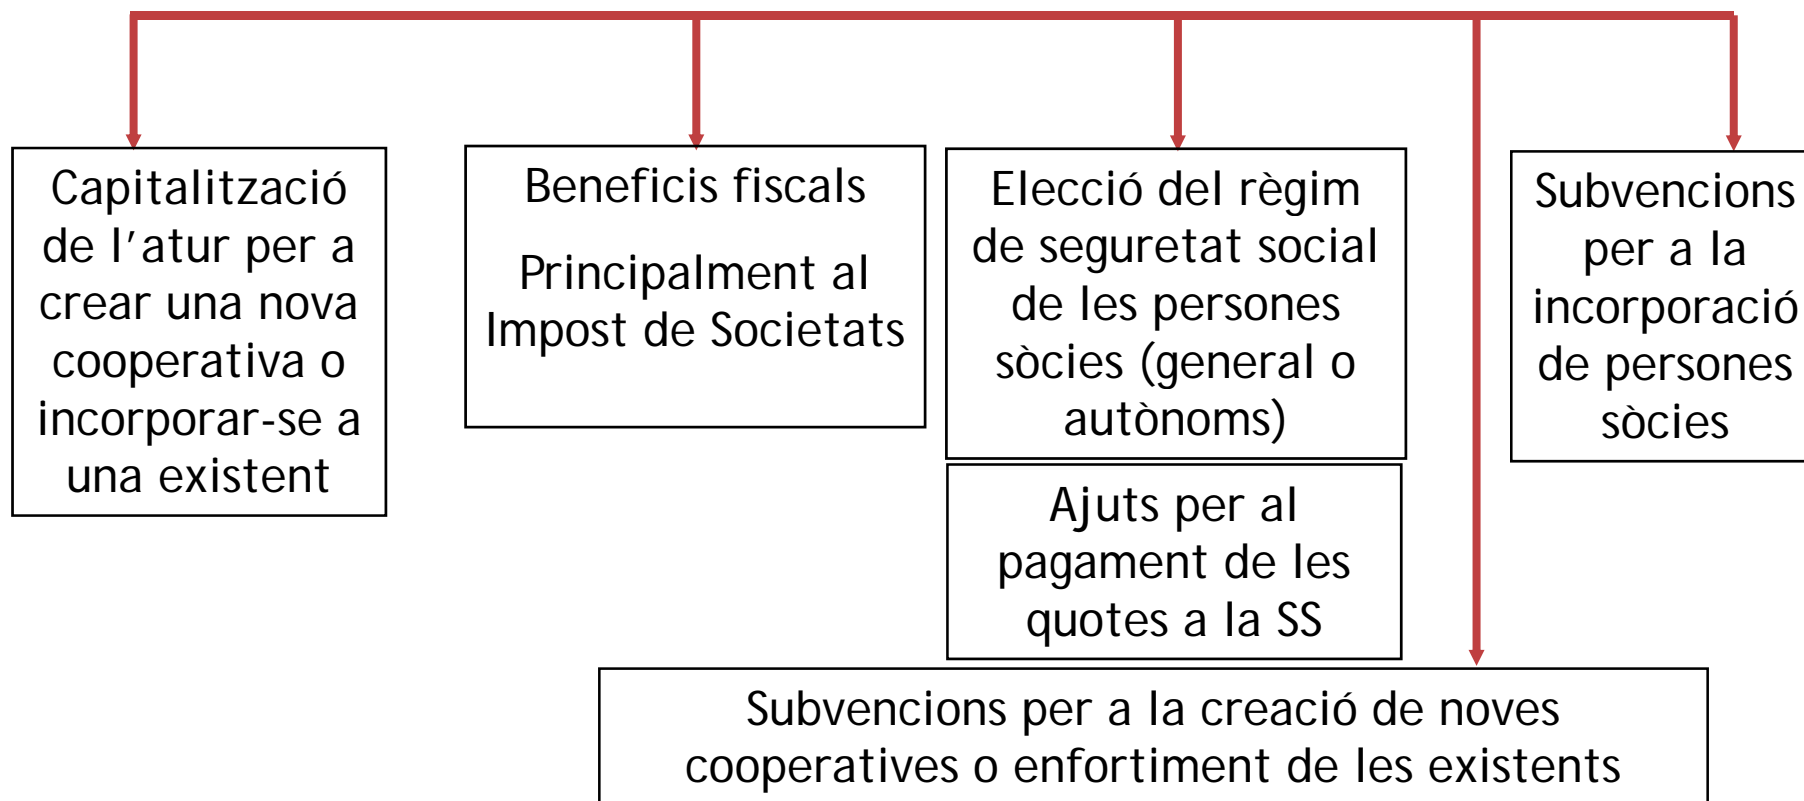 Capitalització
de l’atur per a
crear una nova
cooperativa o
incorporar-se a
una existent
Beneficis fiscals
Principalment al
Impost de Societats
Elecció del règim
de seguretat social
de les persones
sòcies (general o
autònoms)
Ajuts per al
pagament de les
quotes a la SS
Subvencions
per a la
incorporació
de persones
sòcies
Subvencions per a la creació de noves
cooperatives o enfortiment de les existents